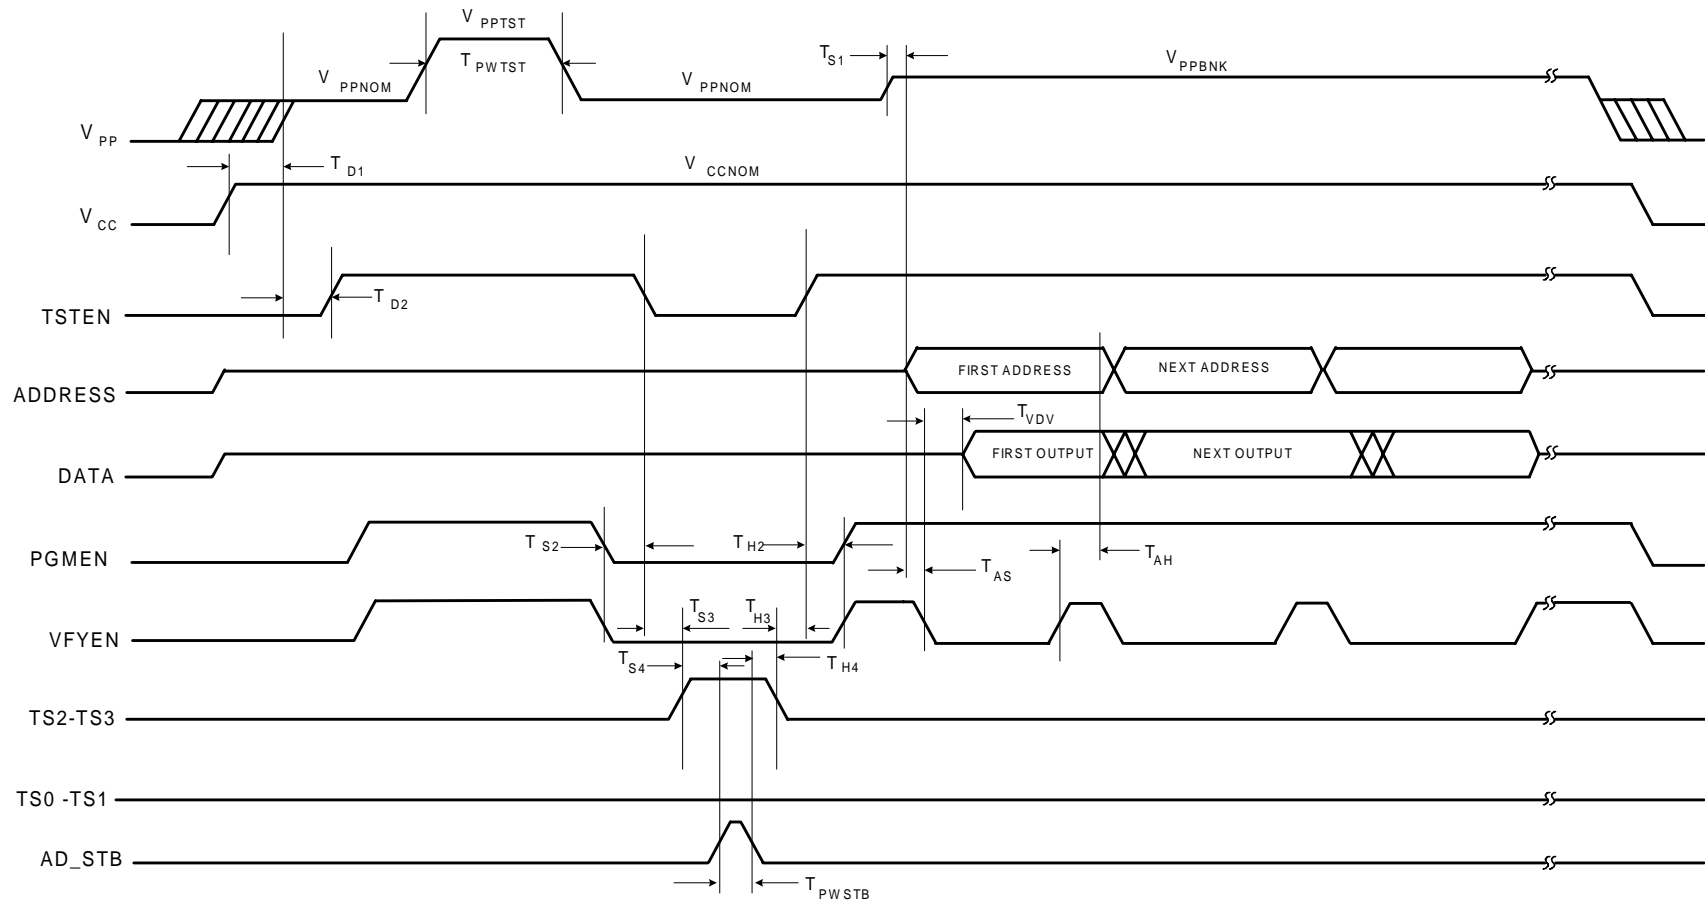 V PPTST
T PWTST
T S1
V PPBNK
V PPNOM
V PPNOM
V PP
T D1
V CCNOM
V CC
T D2
TSTEN
FIRST ADDRESS
NEXT ADDRESS
ADDRESS
T VDV
FIRST OUTPUT
NEXT OUTPUT
DATA
T S2
T H2
T AH
PGMEN
T AS
T S3
T H3
VFYEN
T S4
T H4
TS2-TS3
TS0 -TS1
AD_STB
T PWSTB